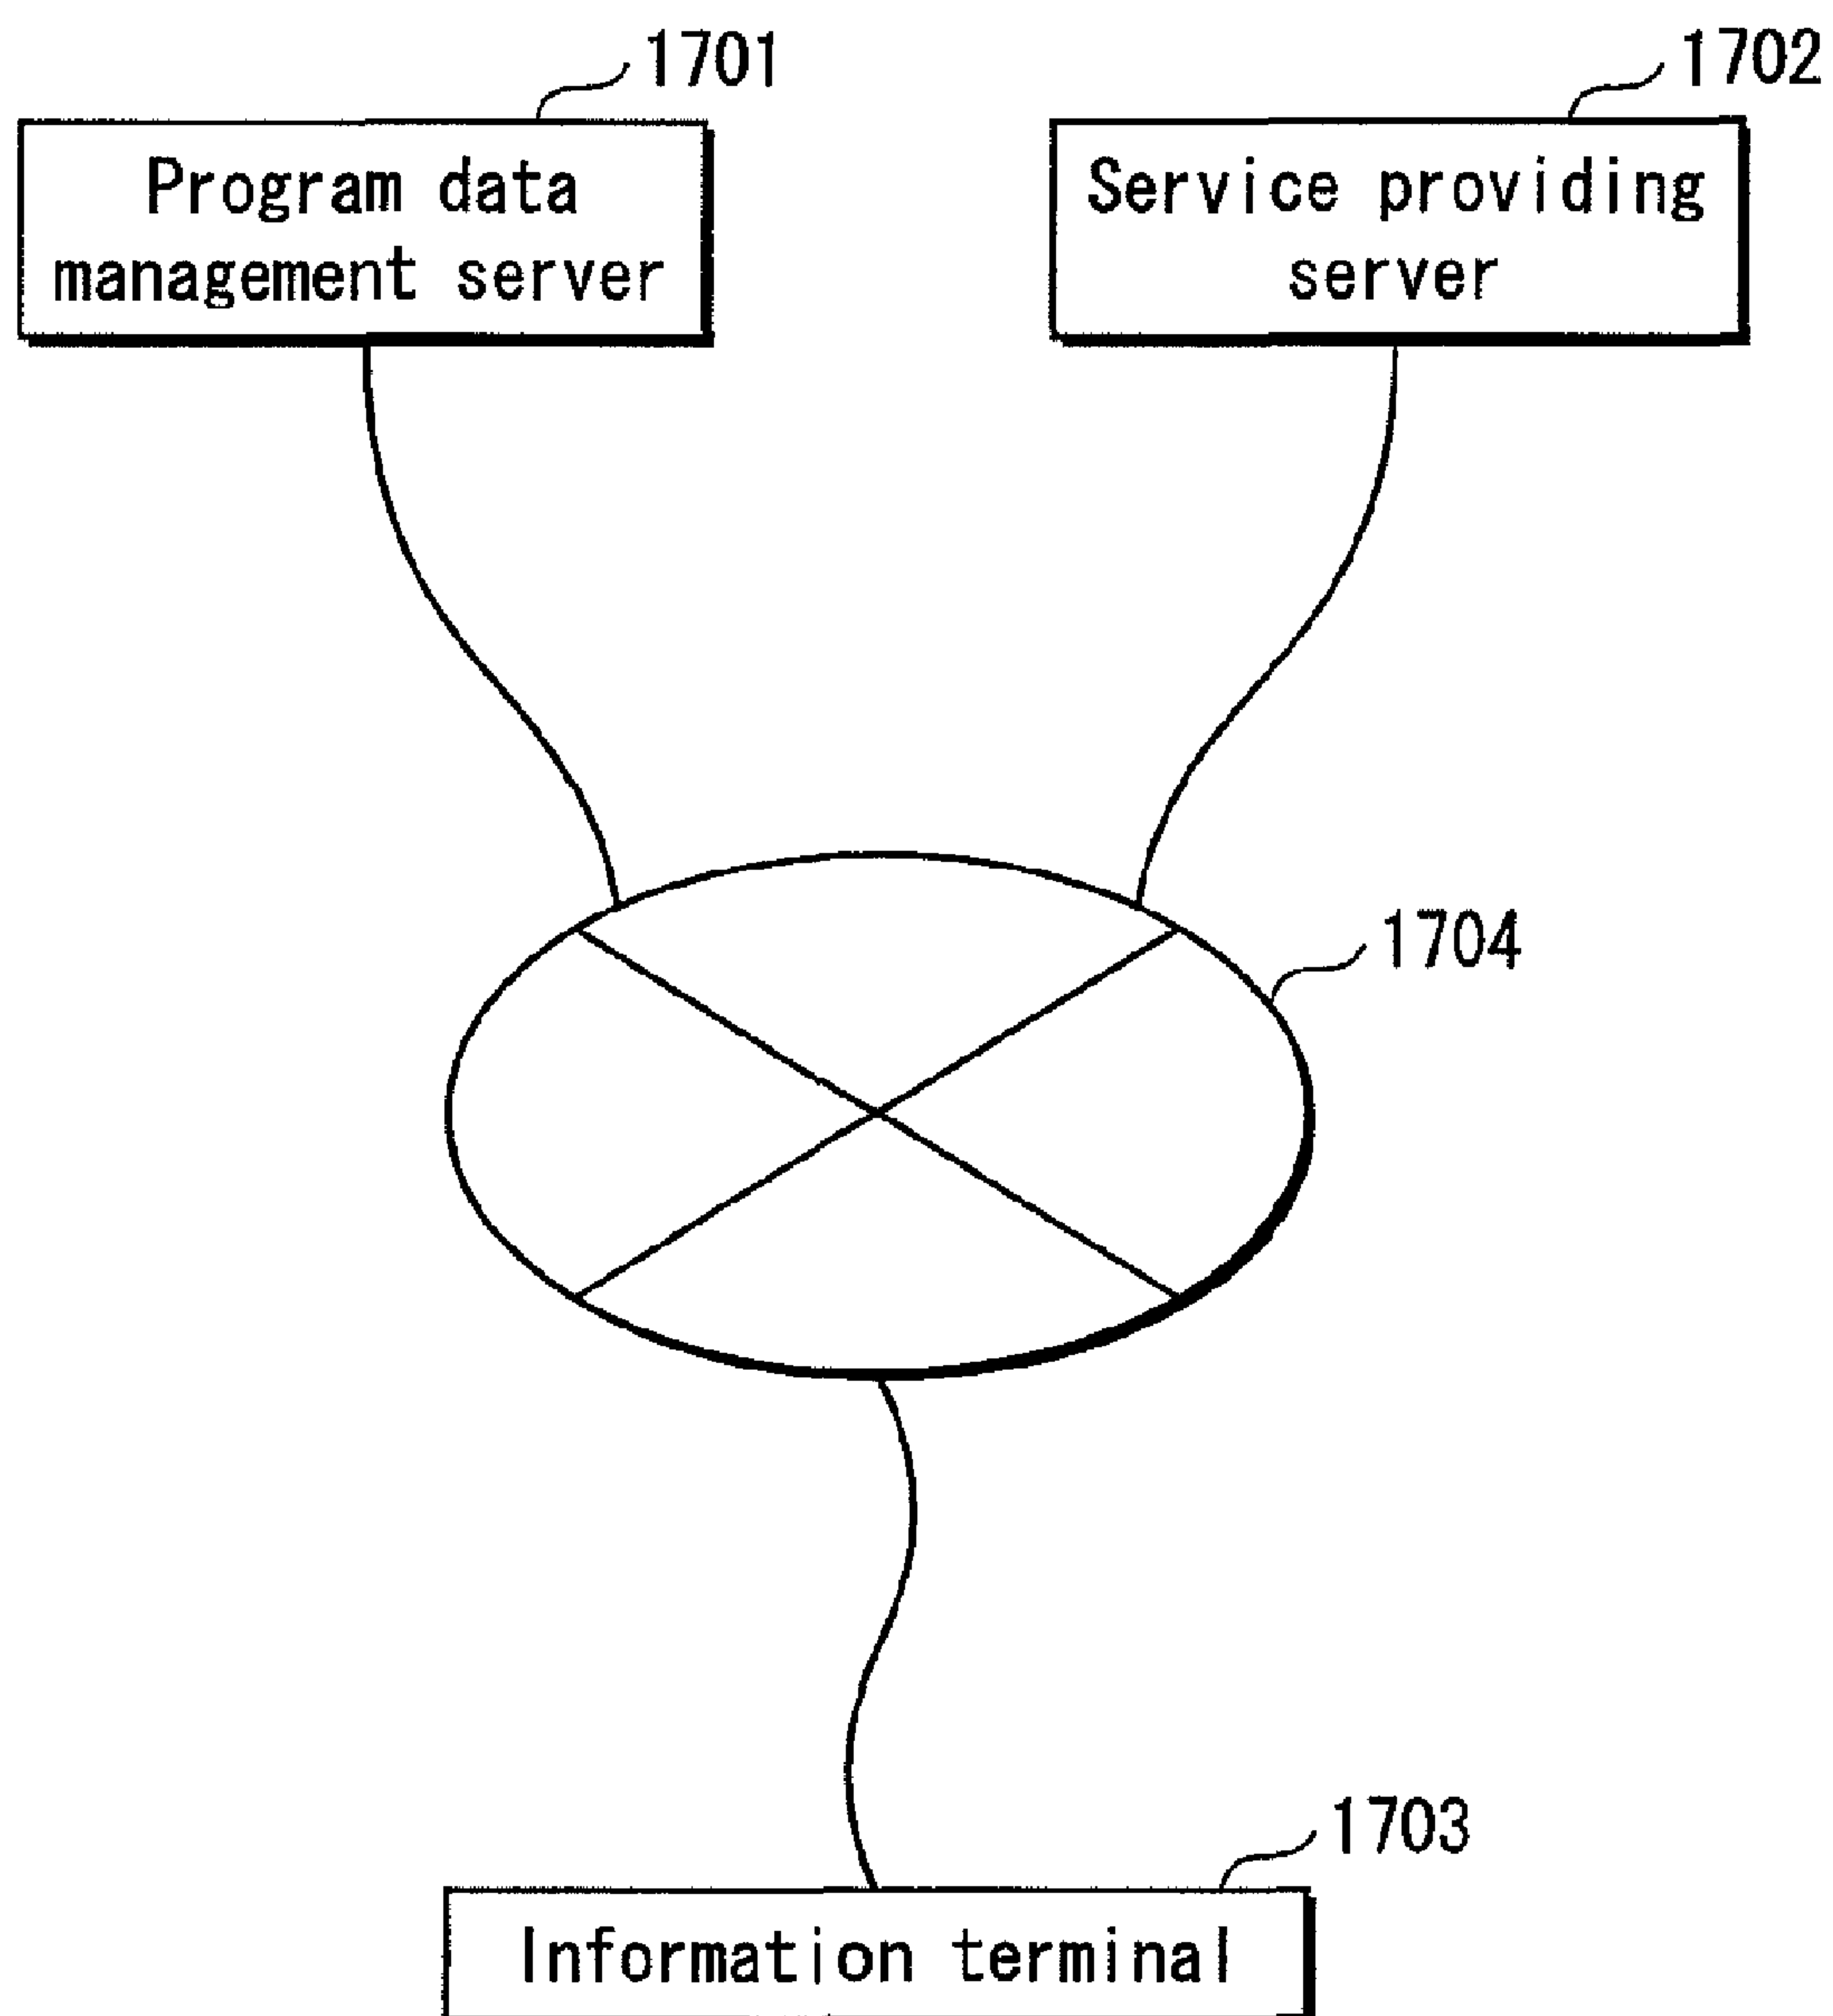 1701
1702
Program data
management server
Service providing
server
1704
1703
Information terminal